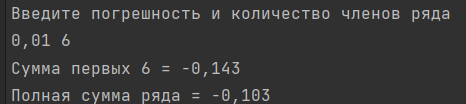 Введите погрешность и количество членов ряда
0,01 6
Сумма первых 6 = -0,143
Полная сумма ряда = -0,103